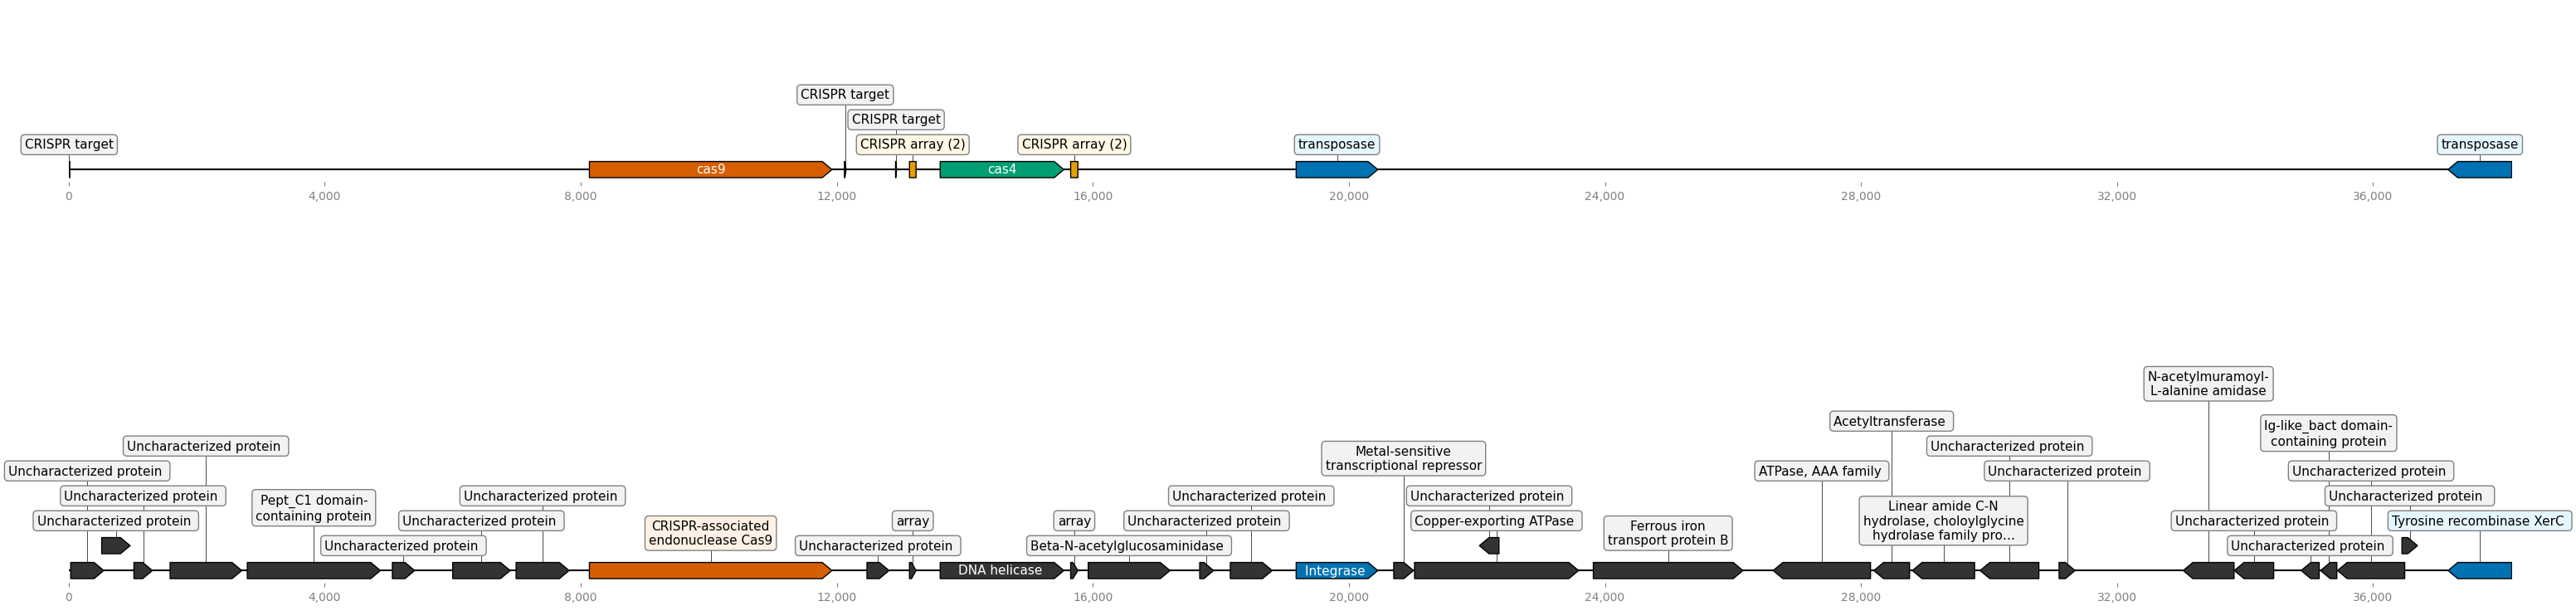 CRISPR target
CRISPR target
CRISPR target
CRISPR array (2)
CRISPR array (2)
transposase
transposase
cas9
cas4
0
4,000
8,000
12,000
16,000
20,000
24,000
28,000
32,000
36,000
N-acetylmuramoyl-
L-alanine amidase
Acetyltransferase
Ig-like_bact domain-
containing protein
Uncharacterized protein
Metal-sensitive
transcriptional repressor
Uncharacterized protein
Uncharacterized protein
ATPase, AAA family
Uncharacterized protein
Uncharacterized protein
Uncharacterized protein
Pept_C1 domain-
containing protein
Uncharacterized protein
Uncharacterized protein
Uncharacterized protein
Linear amide C-N
hydrolase, choloylglycine
hydrolase family pro...
Uncharacterized protein
Uncharacterized protein
Uncharacterized protein
CRISPR-associated
endonuclease Cas9
array
array
Uncharacterized protein
Copper-exporting ATPase
Ferrous iron
transport protein B
Uncharacterized protein
Tyrosine recombinase XerC
Uncharacterized protein
Uncharacterized protein
Beta-N-acetylglucosaminidase
Uncharacterized protein
DNA helicase
Integrase
0
4,000
8,000
12,000
16,000
20,000
24,000
28,000
32,000
36,000